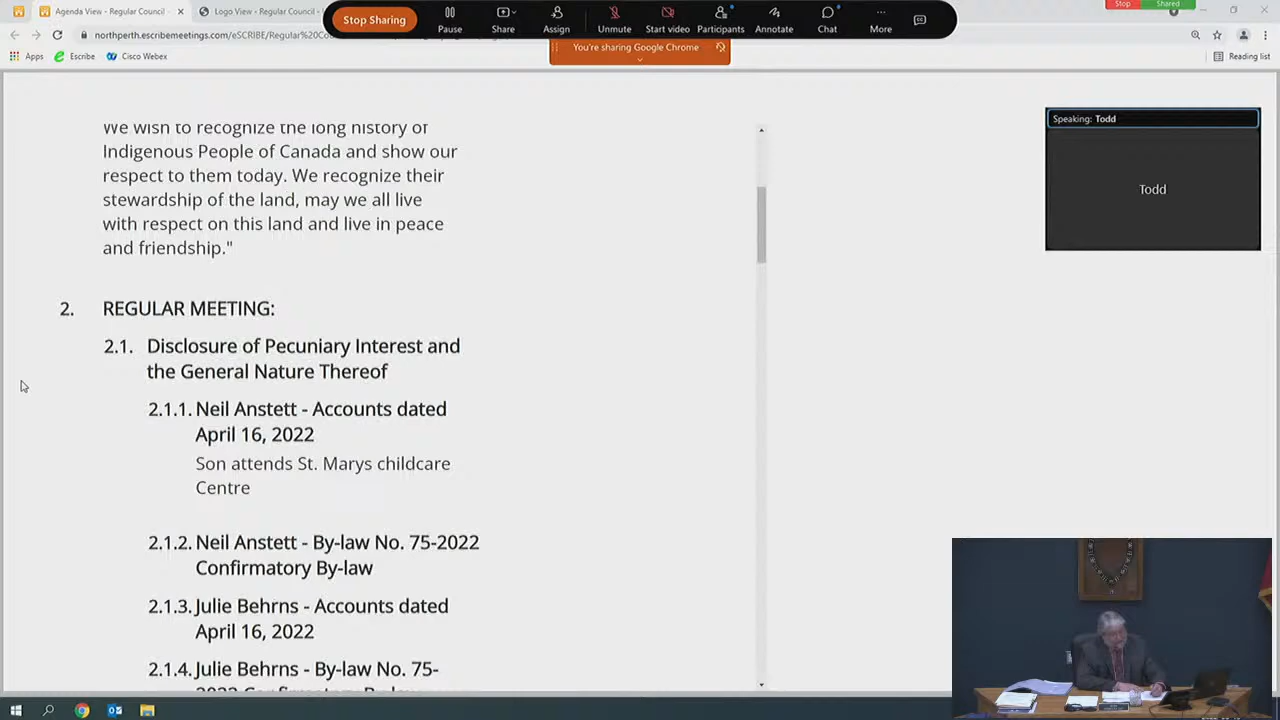 Agenda View - Regular Council
Logo View - Regular Council -
northperth.escribemeetings.com/eSCRIBE/Regular%20Cou
Apps
Escribe
Cisco Webex
Reading list
Stop Sharing
Pause
Share
Assign
Unmute
Start video
Participants
Annotate
Chat
More
Stop
Shared
You're sharing Google Chrome
Speaking: Todd
Todd
We wish to recognize the long history of
Indigenous People of Canada and show our
respect to them today. We recognize their
stewardship of the land, may we all live
with respect on this land and live in peace
and friendship."
2. REGULAR MEETING:
2.1. Disclosure of Pecuniary Interest and
the General Nature Thereof
2.1.1. Neil Anstett - Accounts dated
April 16, 2022
Son attends St. Marys childcare
Centre
2.1.2. Neil Anstett - By-law No. 75-2022
Confirmatory By-law
2.1.3. Julie Behrns - Accounts dated
April 16, 2022
2.1.4. Julie Behrns - By-law No. 75-
2022 Confirmatory By-law